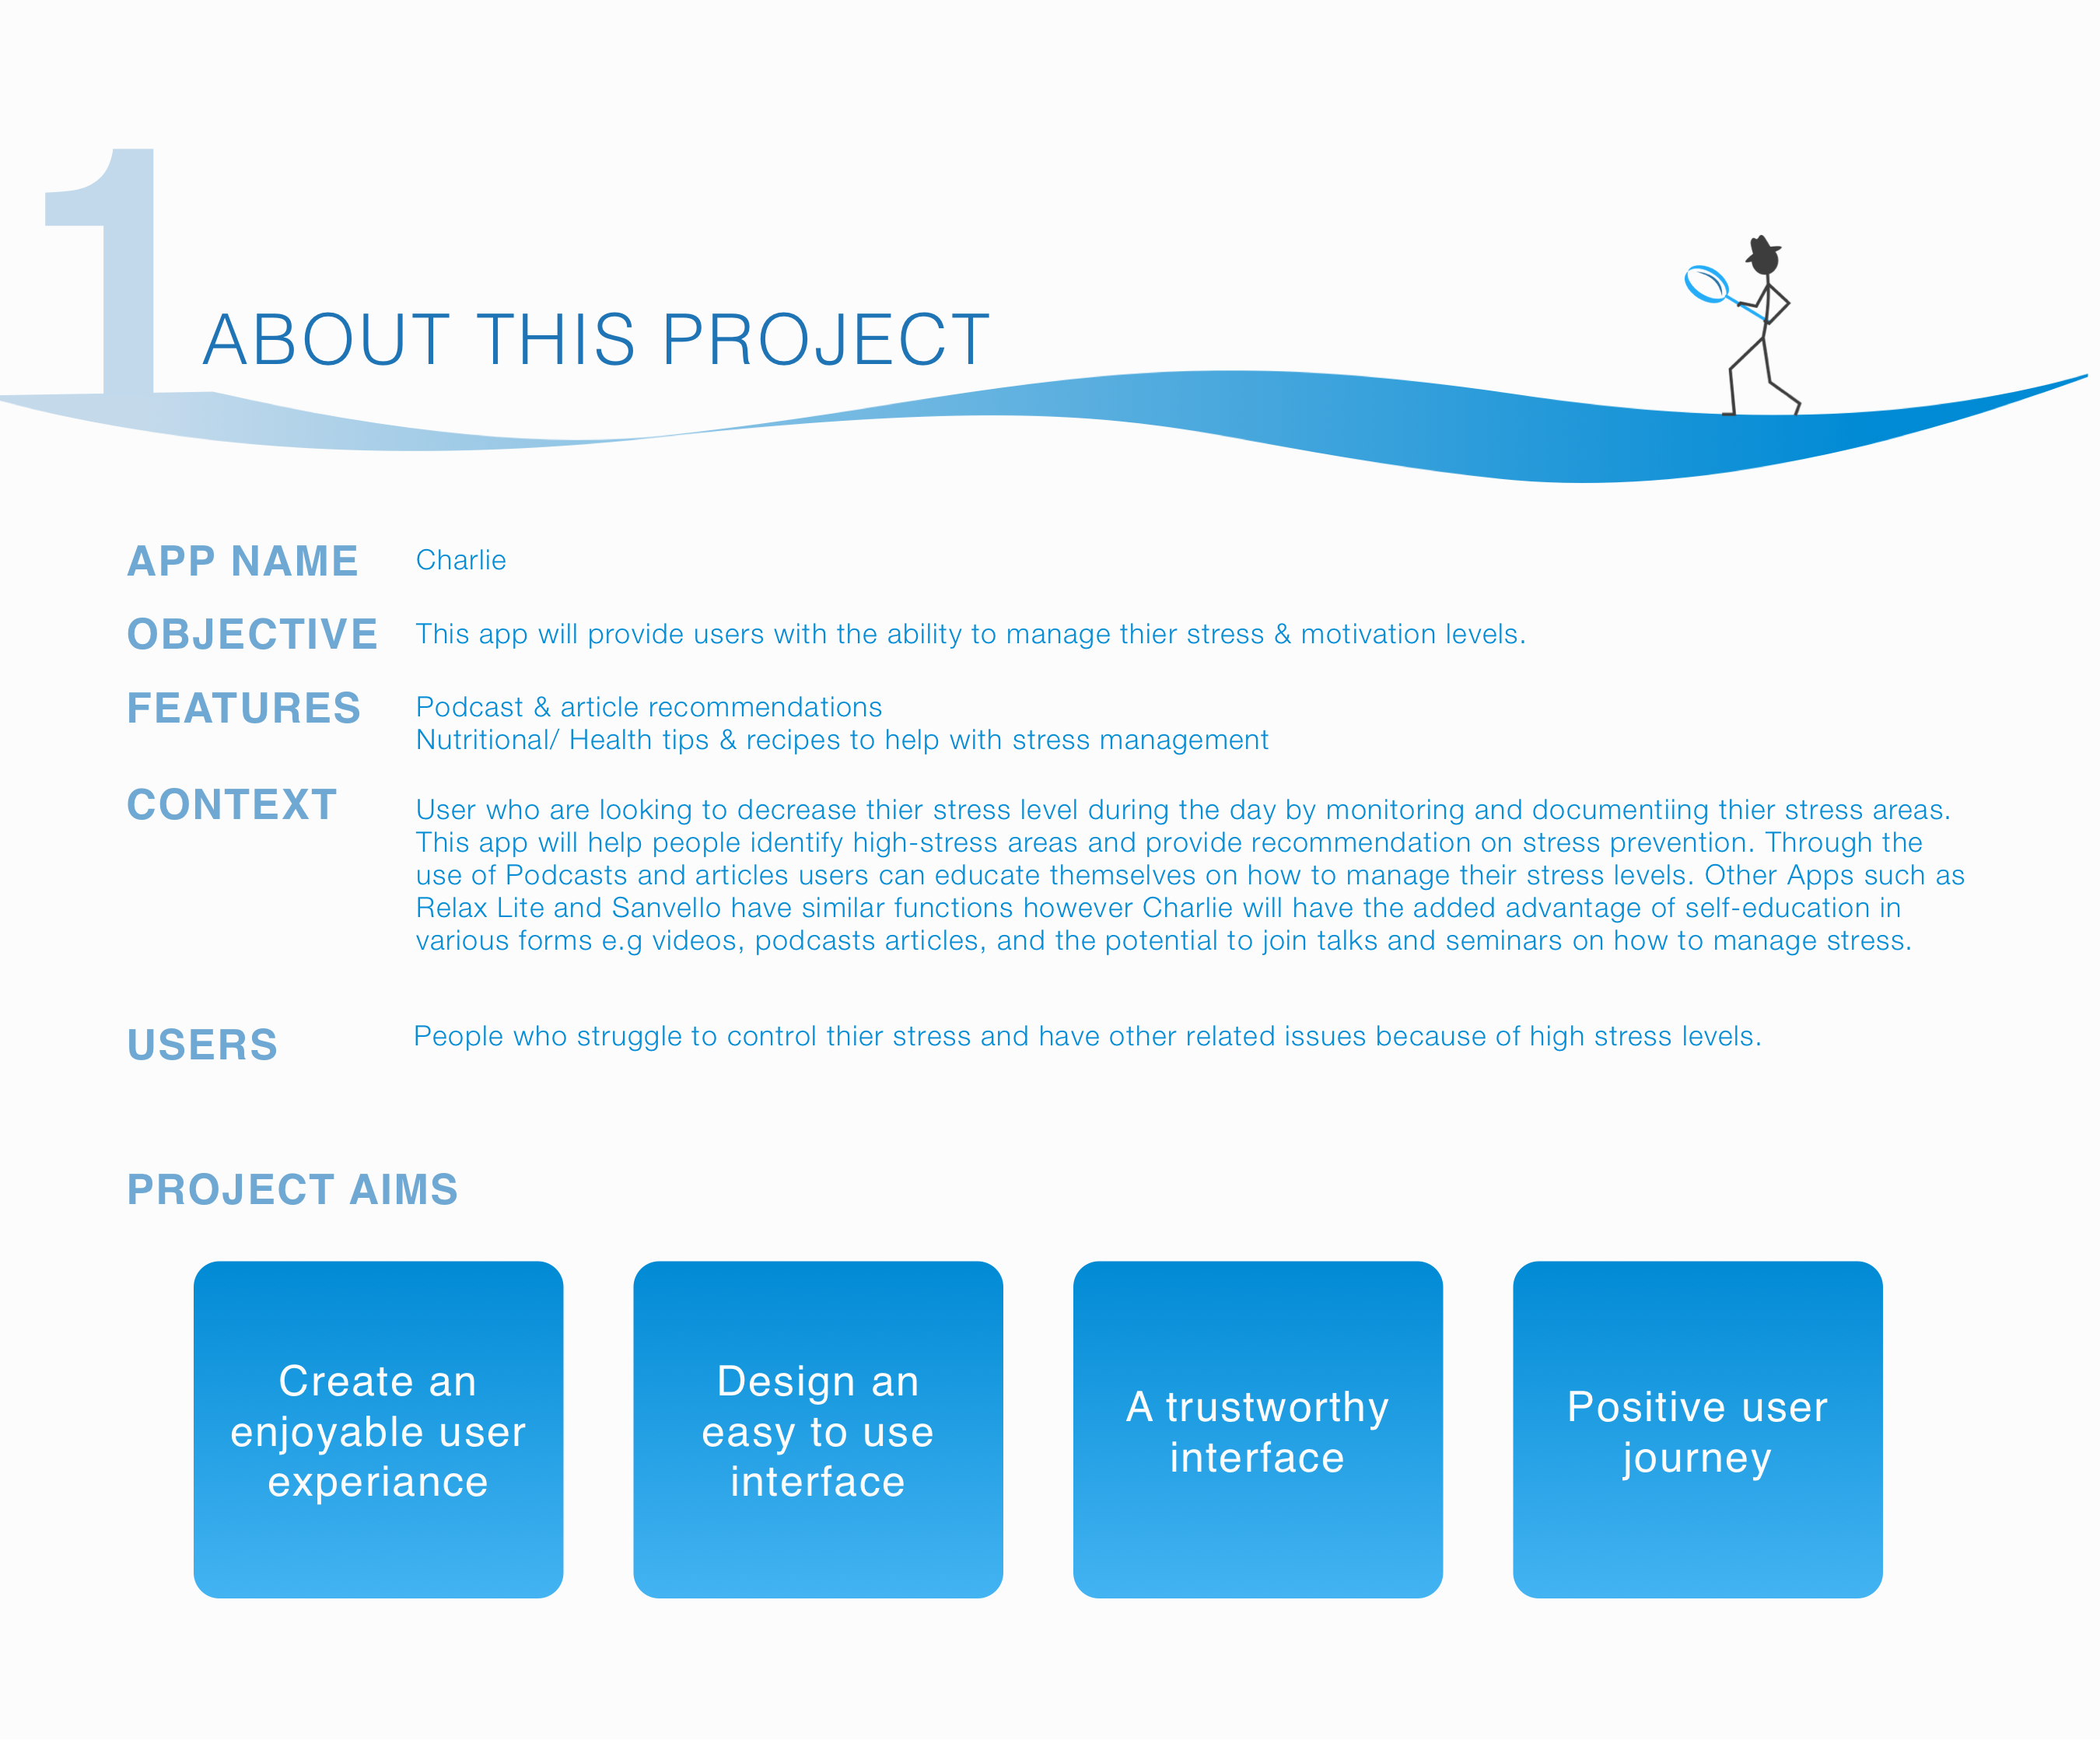 1
ABOUT THIS PROJECT
APP NAME
Charlie
OBJECTIVE
This app will provide users with the ability to manage thier stress & motivation levels.
FEATURES
Podcast & article recommendations
Nutritional/ Health tips & recipes to help with stress management
CONTEXT
User who are looking to decrease thier stress level during the day by monitoring and documentiing thier stress areas.
This app will help people identify high-stress areas and provide recommendation on stress prevention. Through the
use of Podcasts and articles users can educate themselves on how to manage their stress levels. Other Apps such as
Relax Lite and Sanvello have similar functions however Charlie will have the added advantage of self-education in
various forms e.g videos, podcasts articles, and the potential to join talks and seminars on how to manage stress.
USERS
People who struggle to control thier stress and have other related issues because of high stress levels.
PROJECT AIMS
Create an
enjoyable user
experiance
Design an
easy to use
interface
A trustworthy
interface
Positive user
journey